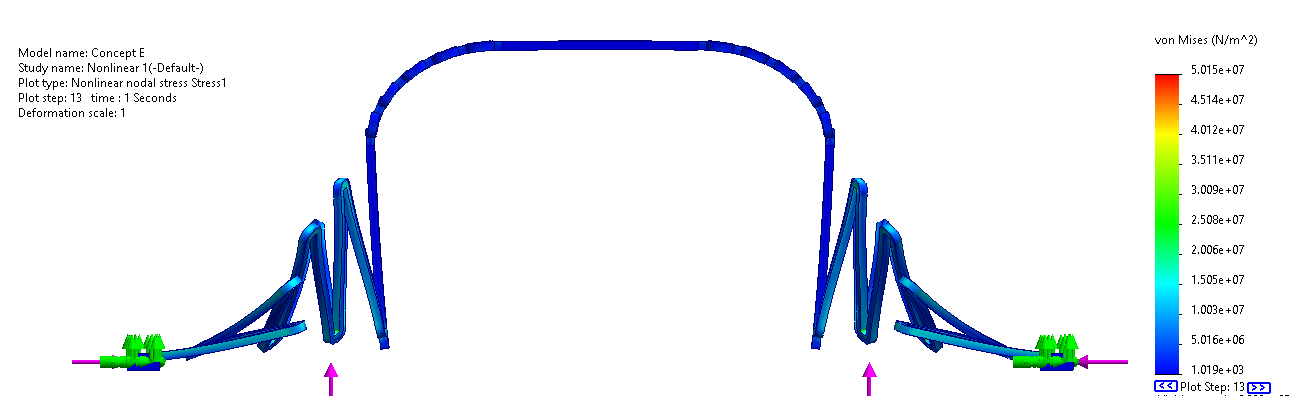 Model name: Concept E
Study name: Nonlinear 1(-Default-)
Plot type: Nonlinear nodal stress Stress1
Plot step: 13 time : 1 Seconds
Deformation scale: 1
von Mises (N/m^2)
5.015e+07
4.514e+07
4.012e+07
3.511e+07
3.009e+07
2.508e+07
2.006e+07
1.505e+07
1.003e+07
5.016e+06
1.019e+03
<< Plot Step: 13 >>